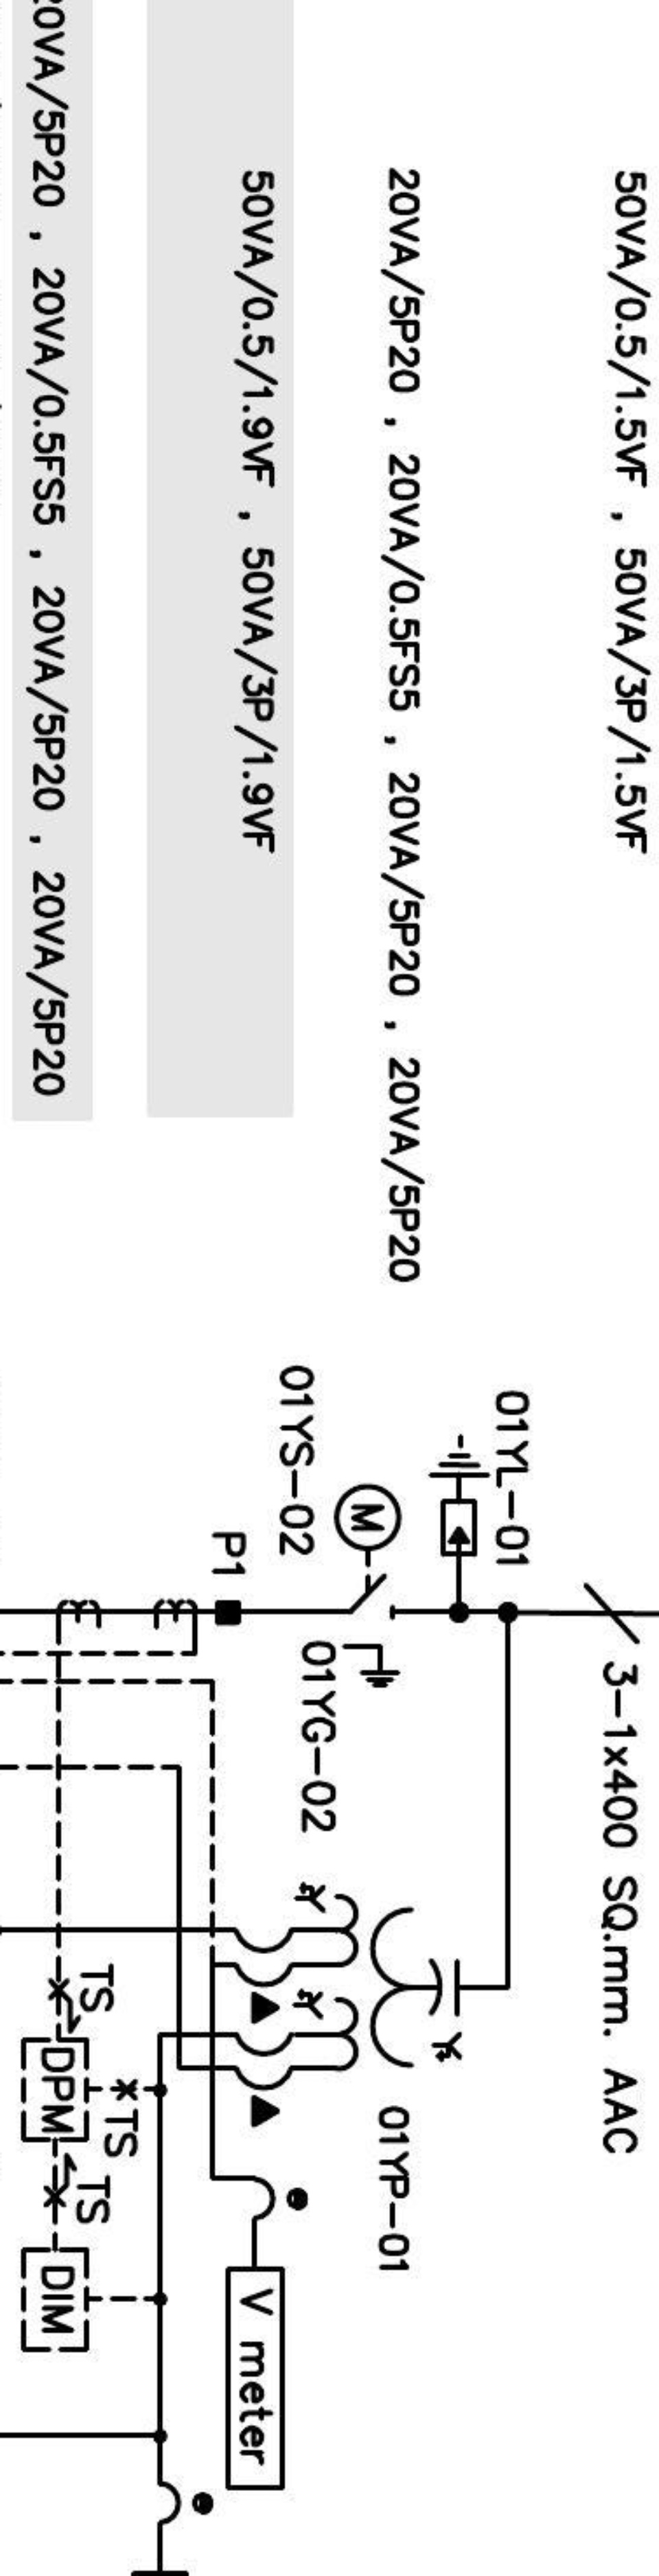 50VA/0.5/1.5VF , 50VA/3P/1.5VF
20VA/5P20 , 20VA/0.5FS5 , 20VA/5P20 , 20VA/5P20
50VA/0.5/1.9VF , 50VA/3P/1.9VF
20VA/0.5FS5 , 20VA/5P20 , 20VA/5P20
3-1x400 SQ.mm. AAC
01YL-01
M
01YS-02
P1
01YG-02
Y
Y
Y
01YP-01
TS
DPM
TS
TS
DIM
V meter